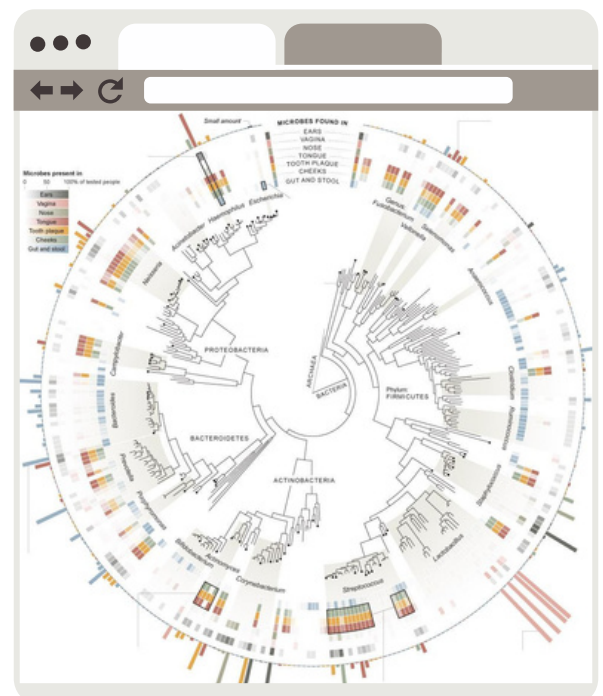 Small amount
MICROBES FOUND IN
EARS
VAGINA
NOSE
TONGUE
TOOTH PLAQUE
CHEEKS
GUT AND STOOL
Microbes present in
0 50 100% of tested people
Ears
Vagina
Nose
Tongue
Tooth plaque
Cheeks
Gut and stool
Acinetobacter
Haemophilus
Escherichia
Genus:
Fusobacterium
Veillonella
Selenomonas
Neisseria
Anaerococcus
Campylobacter
PROTEOBACTERIA
ARCHAEA
BACTERIA
Phylum:
FIRMICUTES
Clostridium
Bacteroides
BACTEROIDETES
Prevotella
Porphyromonas
ACTINOBACTERIA
Staphylococcus
Lactobacillus
Bifidobacterium
Actinomyces
Corynebacterium
Streptococcus